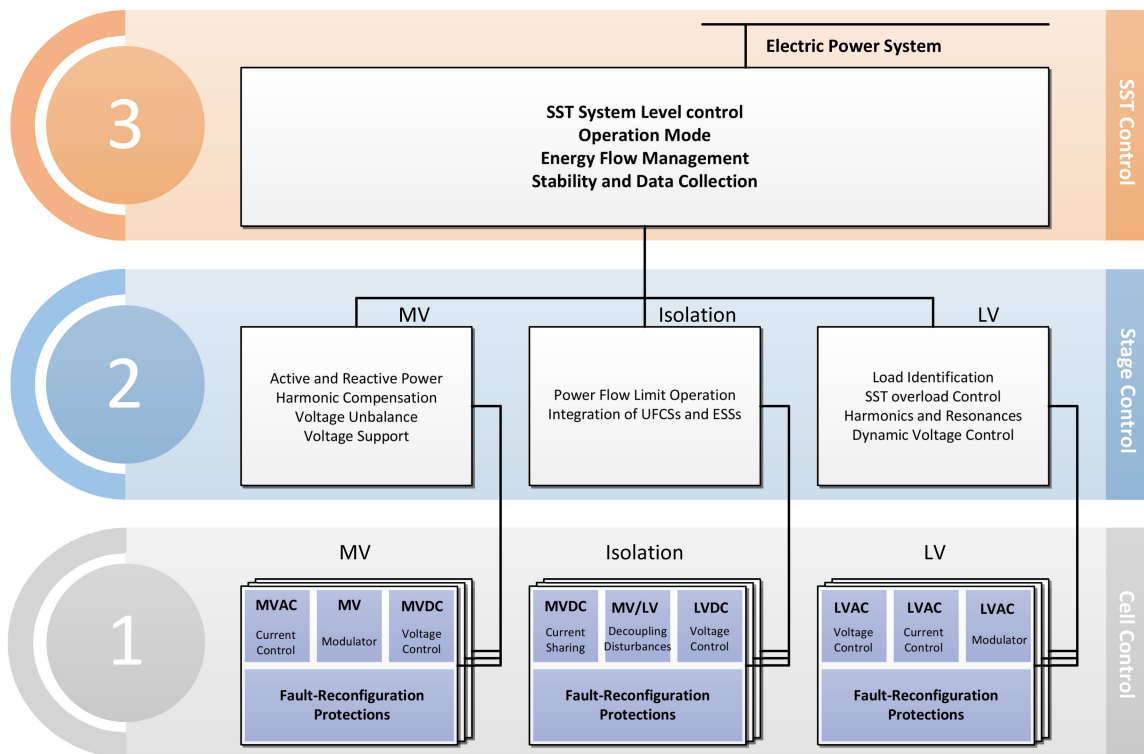 Electric Power System
3
SST System Level control
Operation Mode
Energy Flow Management
Stability and Data Collection
SST Control
MV
Isolation
LV
2
Active and Reactive Power
Harmonic Compensation
Voltage Unbalance
Voltage Support
Power Flow Limit Operation
Integration of UFCSs and ESSs
Load Identification
SST overload Control
Harmonics and Resonances
Dynamic Voltage Control
Stage Control
MV
Isolation
LV
1
MVAC
Current
Control
MV
Modulator
MVDC
Voltage
Control
Fault-Reconfiguration
Protections
MVDC
Current
Sharing
MV/LV
Decoupling
Disturbances
LVDC
Voltage
Control
Fault-Reconfiguration
Protections
LVAC
Voltage
Control
LVAC
Current
Control
LVAC
Modulator
Fault-Reconfiguration
Protections
Cell Control